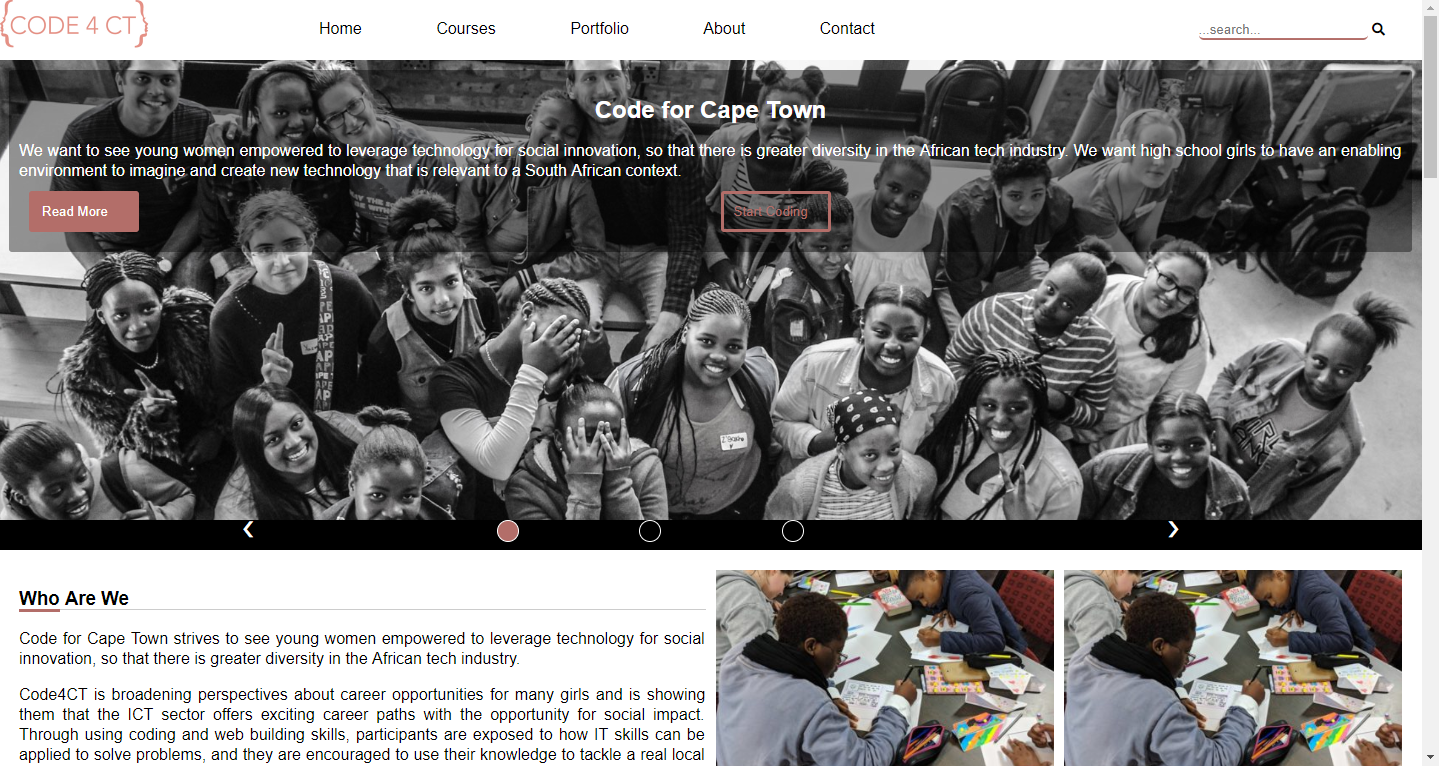 {CODE 4 CT}
Home Courses Portfolio About Contact
...search...
Code for Cape Town
We want to see young women empowered to leverage technology for social innovation, so that there is greater diversity in the African tech industry. We want high school girls to have an enabling
environment to imagine and create new technology that is relevant to a South African context.
Read More
Start Coding
Who Are We
Code for Cape Town strives to see young women empowered to leverage technology for social
innovation, so that there is greater diversity in the African tech industry.
Code4CT is broadening perspectives about career opportunities for many girls and is showing
them that the ICT sector offers exciting career paths with the opportunity for social impact.
Through using coding and web building skills, participants are exposed to how IT skills can be
applied to solve problems, and they are encouraged to use their knowledge to tackle a real local